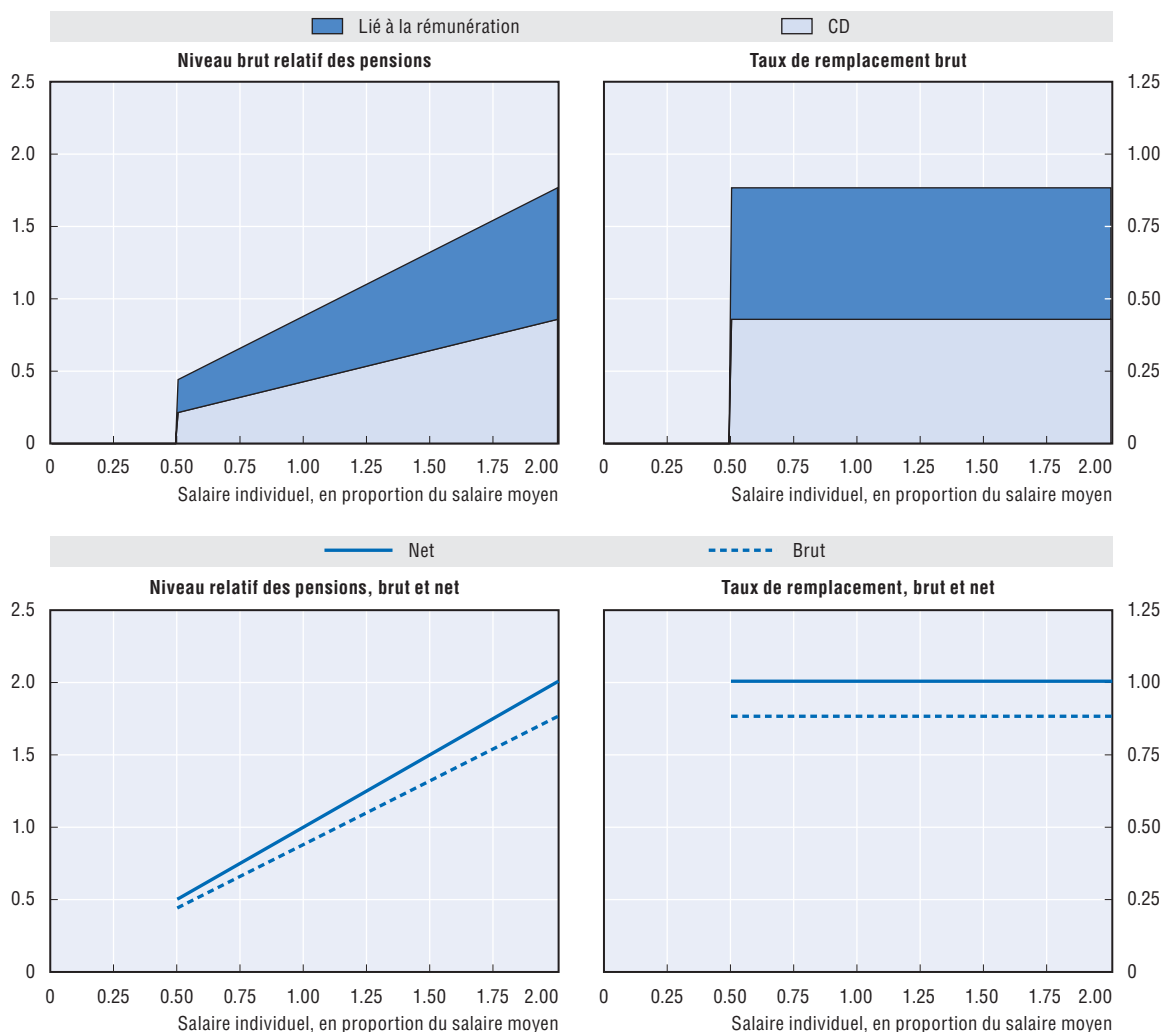 Lié à la rémunération CD
Niveau brut relatif des pensions Taux de remplacement brut
2.5 1.25
2.0 1.00
1.5 0.75
1.0 0.50
0.5 0.25
0 0
0 0.25 0.50 0.75 1.00 1.25 1.50 1.75 2.00 0 0.25 0.50 0.75 1.00 1.25 1.50 1.75 2.00
Salaire individuel, en proportion du salaire moyen Salaire individuel, en proportion du salaire moyen
Net Brut
Niveau relatif des pensions, brut et net Taux de remplacement, brut et net
2.5 1.25
2.0 1.00
1.5 0.75
1.0 0.50
0.5 0.25
0 0
0 0.25 0.50 0.75 1.00 1.25 1.50 1.75 2.00 0 0.25 0.50 0.75 1.00 1.25 1.50 1.75 2.00
Salaire individuel, en proportion du salaire moyen Salaire individuel, en proportion du salaire moyen